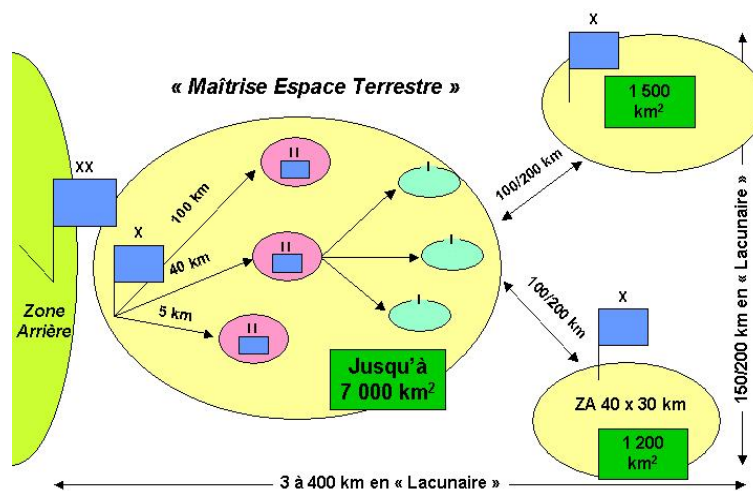 X
« Maîtrise Espace Terrestre »
1 500
km²
XX
II
I
100 km
100/200 km
X
II
I
40 km
Zone
Arrière
5 km
II
I
100/200 km
X
Jusqu'à
7 000 km²
ZA 40 x 30 km
1 200
km²
150/200 km en « Lacunaire »
3 à 400 km en « Lacunaire »